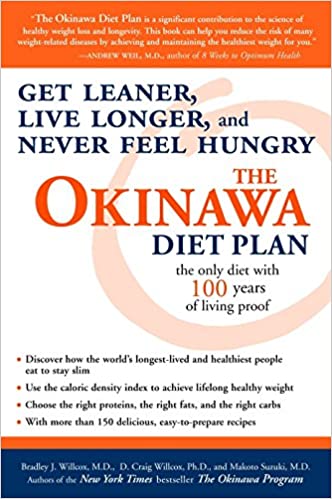 "The Okinawa Diet Plan is a significant contribution to the science of
healthy weight loss and longevity. This book can help you reduce the risk of many
weight-related diseases by achieving and maintaining the healthiest weight for you."
—ANDREW WEIL, M.D., author of 8 Weeks to Optimum Health
GET LEANER,
LIVE LONGER, and
NEVER FEEL HUNGRY
THE
OKINAWA
DIET PLAN
the only diet with
100 years
of living proof
• Discover how the world's longest-lived and healthiest people
eat to stay slim
• Use the caloric density index to achieve lifelong healthy weight
• Choose the right proteins, the right fats, and the right carbs
• With more than 150 delicious, easy-to-prepare recipes
Bradley J. Willcox, M.D., D. Craig Willcox, Ph.D., and Makoto Suzuki, M.D.
Authors of the New York Times bestseller The Okinawa Program